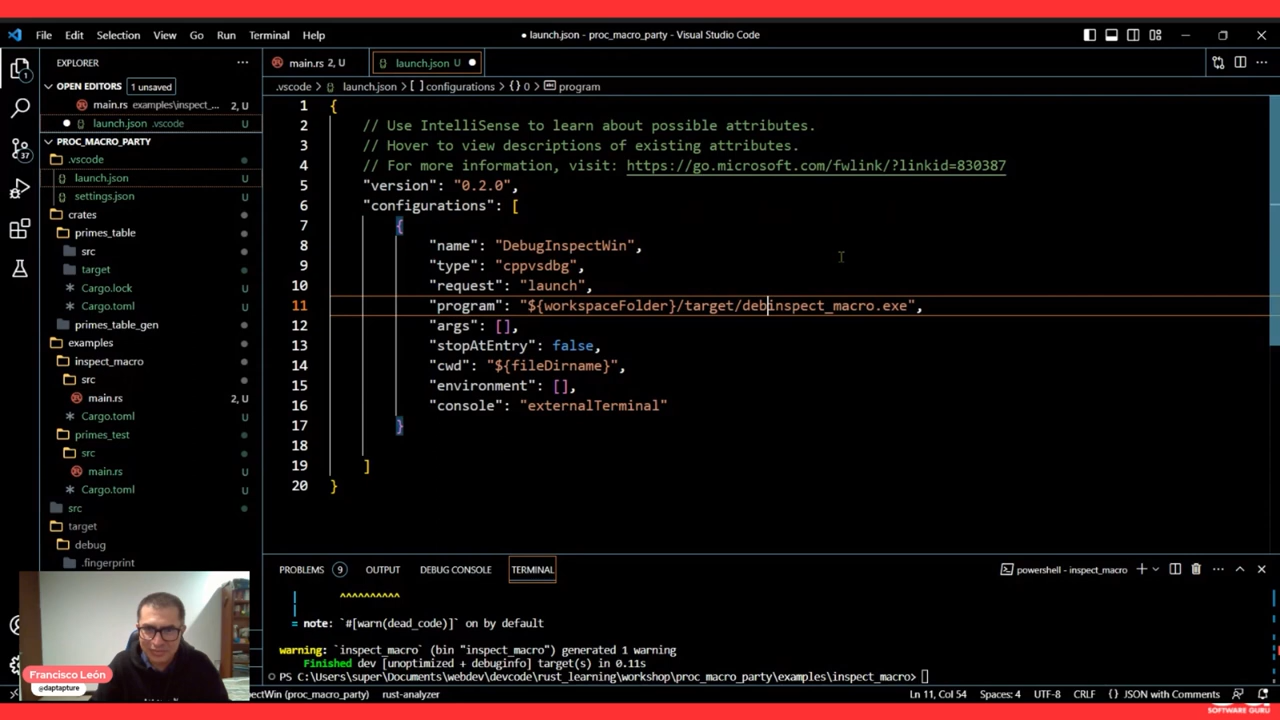 File Edit Selection View Go Run Terminal Help
● launch.json - proc_macro_party - Visual Studio Code
EXPLORER
OPEN EDITORS 1 unsaved
main.rs examples\inspect_... 2, U
launch.json .vscode U
PROC_MACRO_PARTY
.vscode
launch.json U
settings.json U
crates
primes_table
src
target
Cargo.lock U
Cargo.toml U
primes_table_gen
examples
inspect_macro
src
main.rs 2, U
Cargo.toml U
primes_test
src
main.rs U
Cargo.toml U
src
target
debug
.fingerprint
1
37
main.rs 2, U
launch.json U
.vscode > launch.json > [ ] configurations > { } 0 > program
1 {
2 // Use IntelliSense to learn about possible attributes.
3 // Hover to view descriptions of existing attributes.
4 // For more information, visit: https://go.microsoft.com/fwlink/?linkid=830387
5 "version": "0.2.0",
6 "configurations": [
7 {
8 "name": "DebugInspectWin",
9 "type": "cppvsdbg",
10 "request": "launch",
11 "program": "${workspaceFolder}/target/debinspect_macro.exe",
12 "args": [],
13 "stopAtEntry": false,
14 "cwd": "${fileDirname}",
15 "environment": [],
16 "console": "externalTerminal"
17 }
18
19 ]
20 }
PROBLEMS 9 OUTPUT DEBUG CONSOLE TERMINAL
powershell - inspect_macro
| ^^^^^^^^^^
|
= note: `#[warn(dead_code)]` on by default
warning: `inspect_macro` (bin "inspect_macro") generated 1 warning
Finished dev [unoptimized + debuginfo] target(s) in 0.11s
PS C:\Users\super\Documents\webdev\devcode\rust_learning\workshop\proc_macro_party\examples\inspect_macro>
Francisco León
@daptapture
ectWin (proc_macro_party) rust-analyzer
Ln 11, Col 54 Spaces: 4 UTF-8 CRLF { } JSON with Comments
SOFTWARE GURU